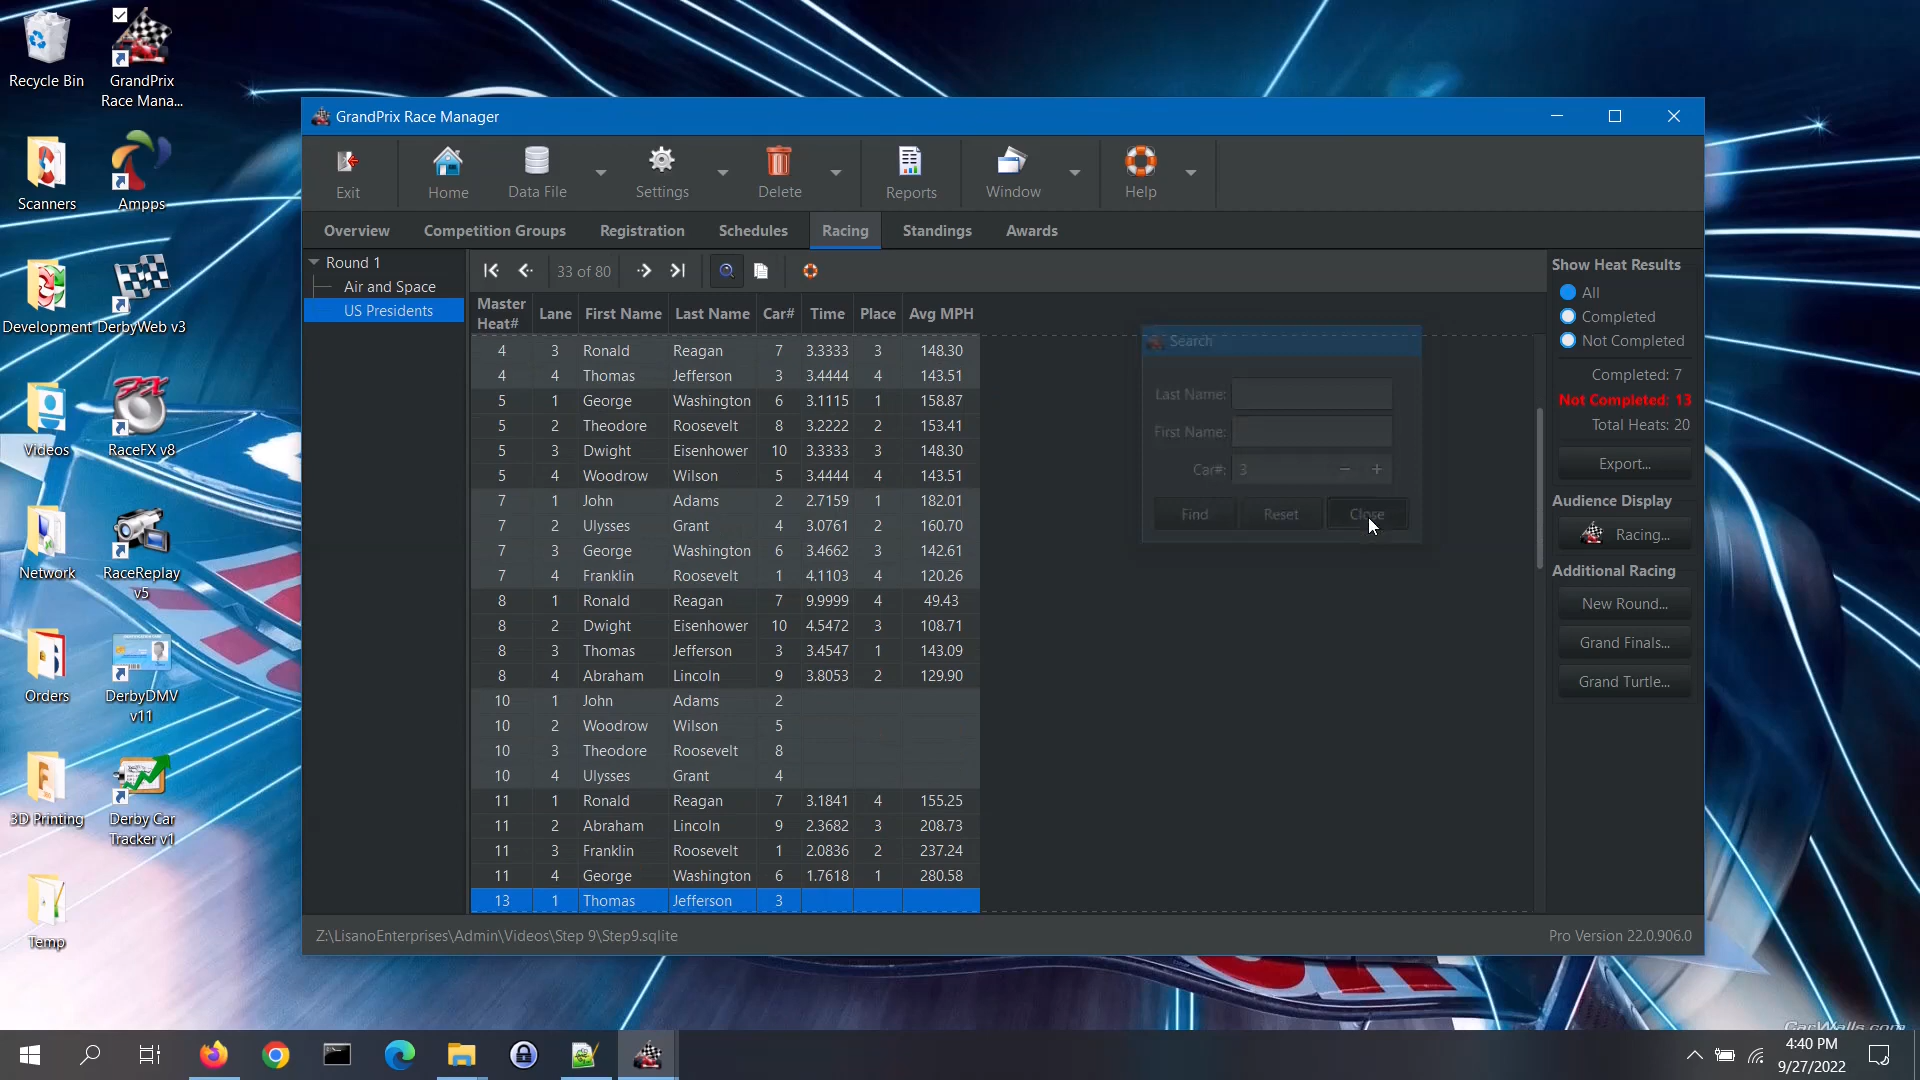 Recycle Bin
GrandPrix
Race Mana...
Scanners
Ampps
Development
DerbyWeb v3
Videos
RaceFX v8
Network
RaceReplay
v5
Orders
DerbyDMV
v11
3D Printing
Derby Car
Tracker v1
Temp
GrandPrix Race Manager
Exit
Home
Data File
Settings
Delete
Reports
Window
Help
Overview
Competition Groups
Registration
Schedules
Racing
Standings
Awards
Round 1
Air and Space
US Presidents
33 of 80
Master
Heat# Lane First Name Last Name Car# Time Place Avg MPH
4 3 Ronald Reagan 7 3.3333 3 148.30
4 4 Thomas Jefferson 3 3.4444 4 143.51
5 1 George Washington 6 3.1115 1 158.87
5 2 Theodore Roosevelt 8 3.2222 2 153.41
5 3 Dwight Eisenhower 10 3.3333 3 148.30
5 4 Woodrow Wilson 5 3.4444 4 143.51
7 1 John Adams 2 2.7159 1 182.01
7 2 Ulysses Grant 4 3.0761 2 160.70
7 3 George Washington 6 3.4662 3 142.61
7 4 Franklin Roosevelt 1 4.1103 4 120.26
8 1 Ronald Reagan 7 9.9999 4 49.43
8 2 Dwight Eisenhower 10 4.5472 3 108.71
8 3 Thomas Jefferson 3 3.4547 1 143.09
8 4 Abraham Lincoln 9 3.8053 2 129.90
10 1 John Adams 2
10 2 Woodrow Wilson 5
10 3 Theodore Roosevelt 8
10 4 Ulysses Grant 4
11 1 Ronald Reagan 7 3.1841 4 155.25
11 2 Abraham Lincoln 9 2.3682 3 208.73
11 3 Franklin Roosevelt 1 2.0836 2 237.24
11 4 George Washington 6 1.7618 1 280.58
13 1 Thomas Jefferson 3
Search
Last Name:
First Name:
Car#: 3
Find
Reset
Close
Show Heat Results
All
Completed
Not Completed
Completed: 7
Not Completed: 13
Total Heats: 20
Export...
Audience Display
Racing...
Additional Racing
New Round...
Grand Finals...
Grand Turtle...
Z:\LisanoEnterprises\Admin\Videos\Step 9\Step9.sqlite
Pro Version 22.0.906.0
CarWalls.com
4:40 PM
9/27/2022